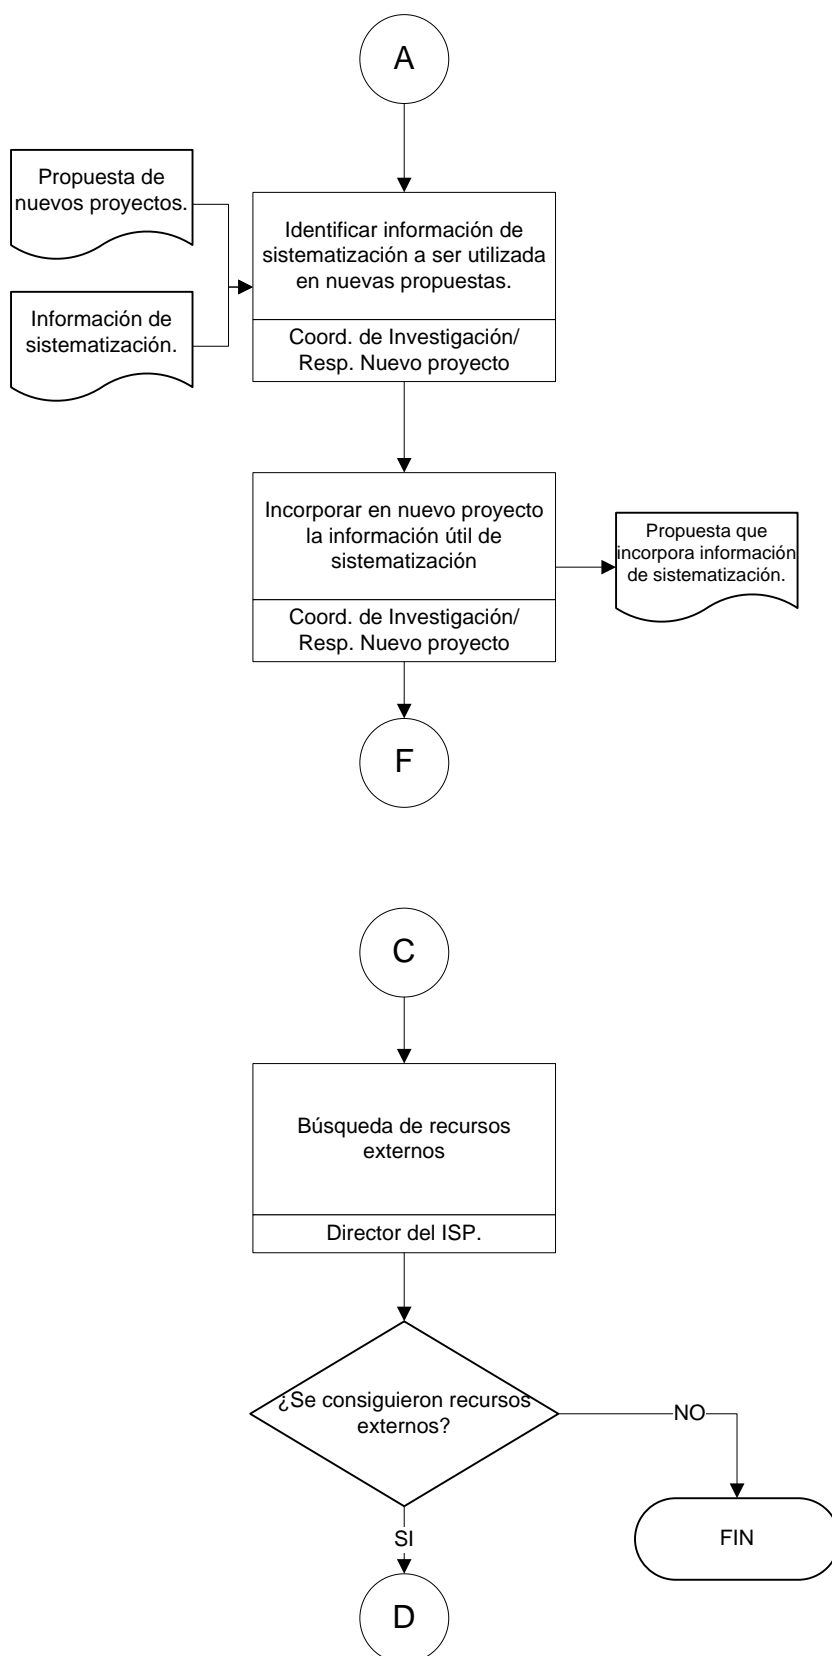 A
Propuesta de
nuevos proyectos.
Identificar información de
sistematización a ser utilizada
en nuevas propuestas.
Información de
sistematización.
Coord. de Investigación/
Resp. Nuevo proyecto
Incorporar en nuevo proyecto
la información útil de
sistematización
Propuesta que
incorpora información
de sistematización.
Coord. de Investigación/
Resp. Nuevo proyecto
F
C
Búsqueda de recursos
externos
Director del ISP.
¿Se consiguieron recursos
externos?
NO
SI
FIN
D